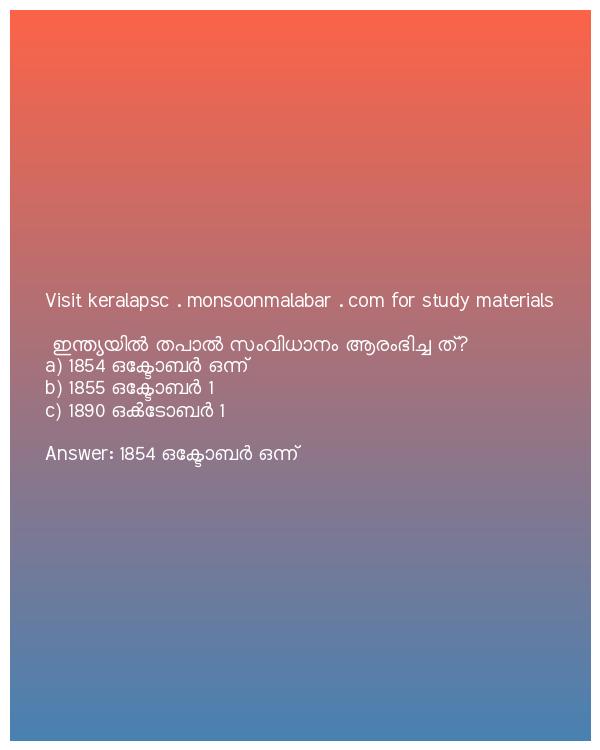 Visit keralapsc . monsoonmalabar . com for study materials
ഇന്ത്യയിൽ തപാൽ സംവിധാനം ആരംഭിച്ച ത്?
a) 1854 ഒക്ടോബർ ഒന്ന്
b) 1855 ഒക്ടോബർ 1
c) 1890 ഒൿടോബർ 1
Answer: 1854 ഒക്ടോബർ ഒന്ന്